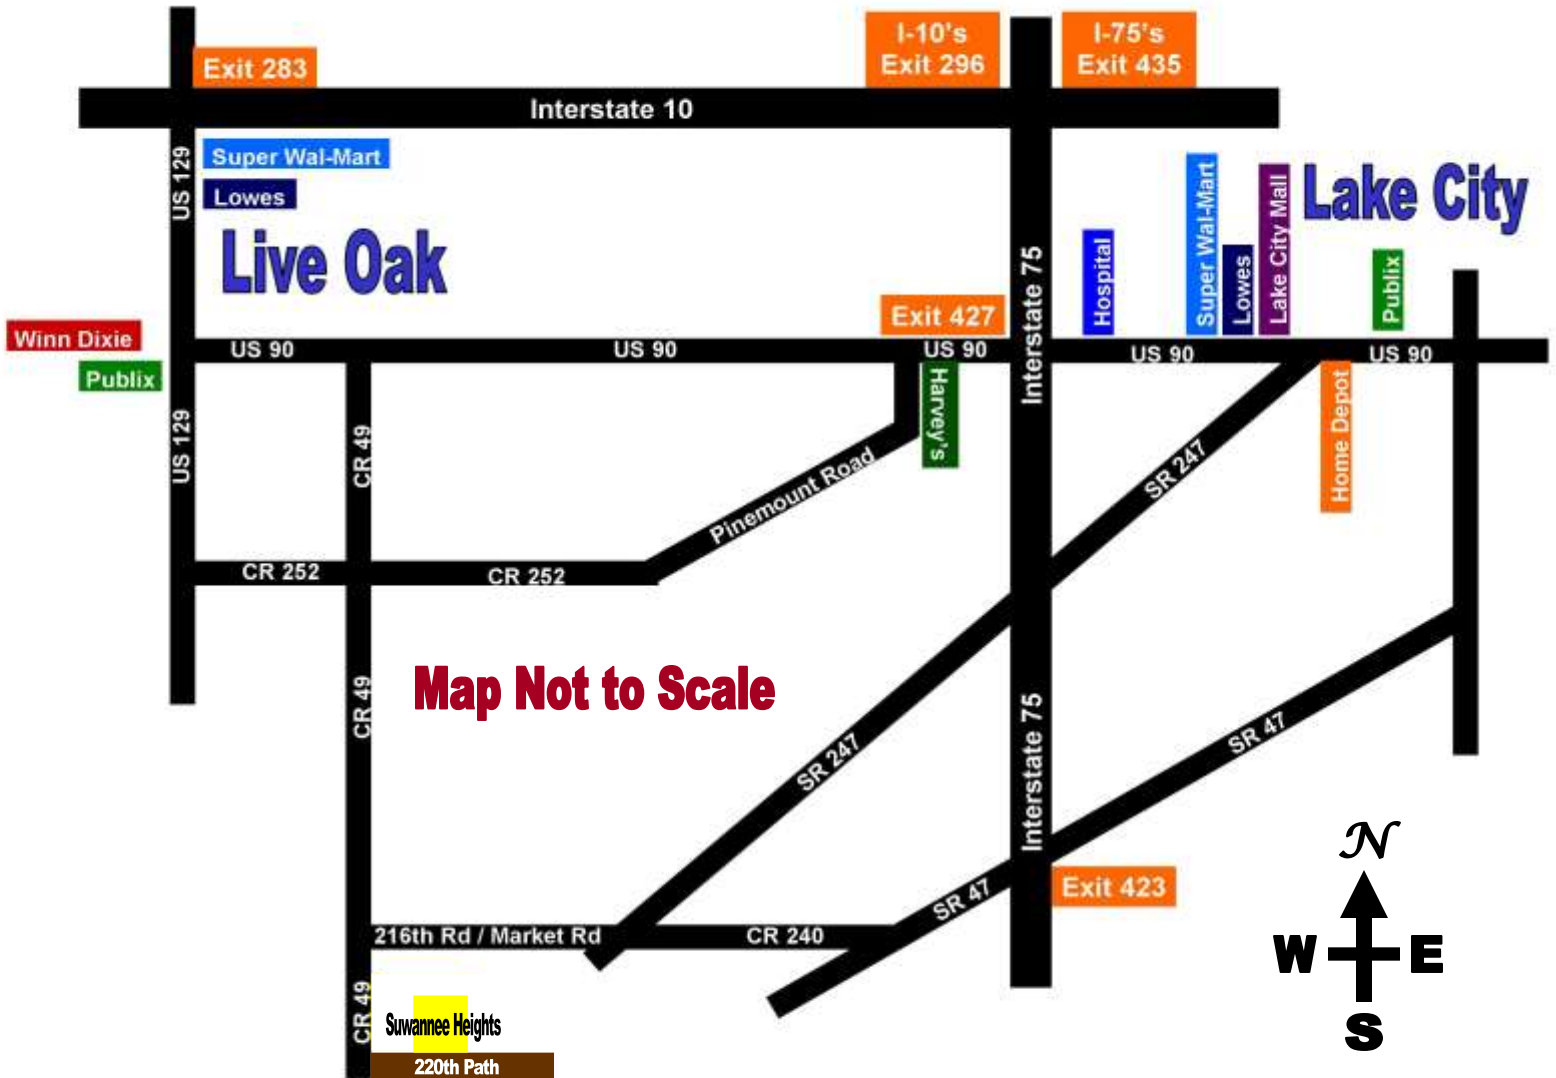 I-10's
Exit 296
I-75's
Exit 435
Exit 283
Interstate 10
US 129
Super Wal-Mart
Lowes
Live Oak
Interstate 75
Hospital
Super Wal-Mart
Lowes
Lake City Mall
Lake City
Publix
Exit 427
Winn Dixie
Publix
US 90
US 90
US 90
US 90
US 90
US 129
CR 49
Harvey's
Home Depot
Pinemount Road
SR 247
CR 252
CR 252
Map Not to Scale
CR 49
SR 247
Interstate 75
SR 47
SR 47
Exit 423
216th Rd / Market Rd
CR 240
CR 49
Suwannee Heights
220th Path
N
W
E
S